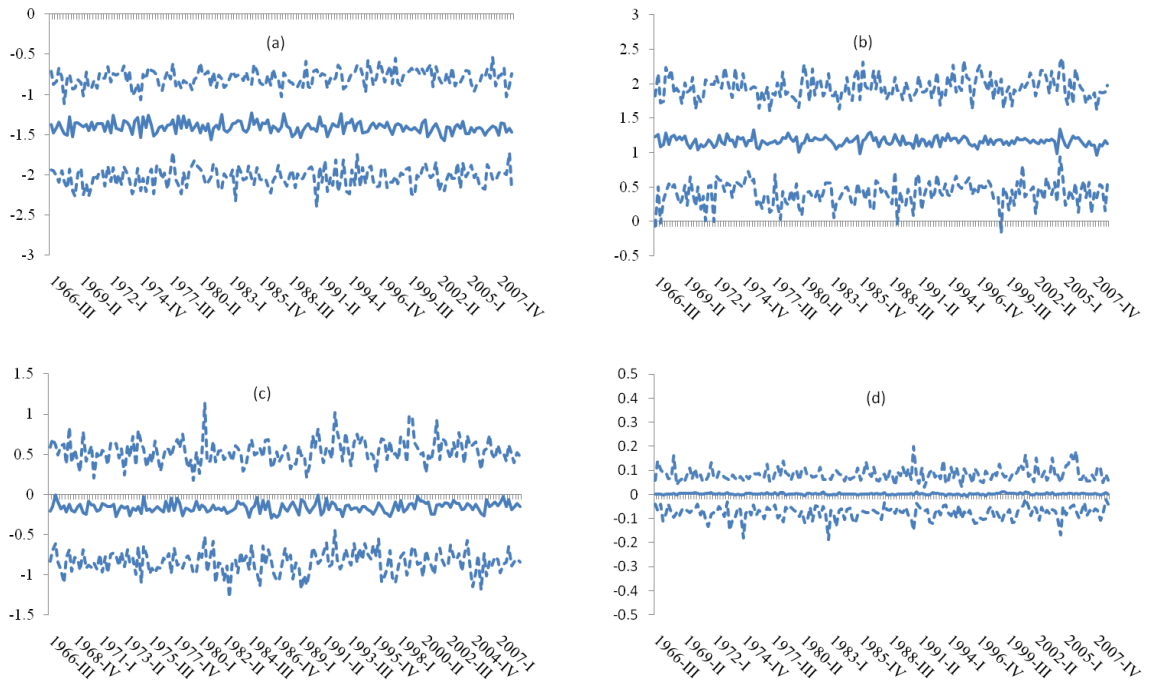 (a)
0
-0.5
-1
-1.5
-2
-2.5
-3
1966-III
1969-II
1972-I
1974-IV
1977-III
1980-II
1983-I
1985-IV
1988-III
1991-II
1994-I
1996-IV
1999-III
2002-II
2005-I
2007-IV
(b)
3
2.5
2
1.5
1
0.5
0
-0.5
1966-III
1969-II
1972-I
1974-IV
1977-III
1980-II
1983-I
1985-IV
1988-III
1991-II
1994-I
1996-IV
1999-III
2002-II
2005-I
2007-IV
(c)
1.5
1
0.5
0
-0.5
-1
-1.5
1966-III
1968-IV
1971-I
1973-II
1975-III
1977-IV
1980-I
1982-II
1984-III
1986-IV
1989-I
1991-II
1993-III
1995-IV
1998-I
2000-II
2002-III
2004-IV
2007-I
(d)
0.5
0.4
0.3
0.2
0.1
0
-0.1
-0.2
-0.3
-0.4
-0.5
1966-III
1969-II
1972-I
1974-IV
1977-III
1980-II
1983-I
1985-IV
1988-III
1991-II
1994-I
1996-IV
1999-III
2002-II
2005-I
2007-IV